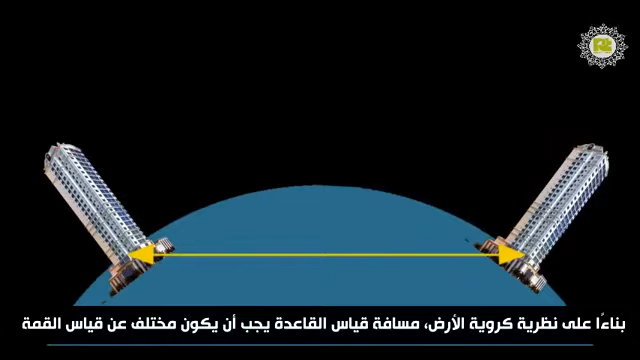 بناءًا على نظرية كروية الأرض، مسافة قياس القاعدة يجب أن يكون مختلف عن قياس القمة